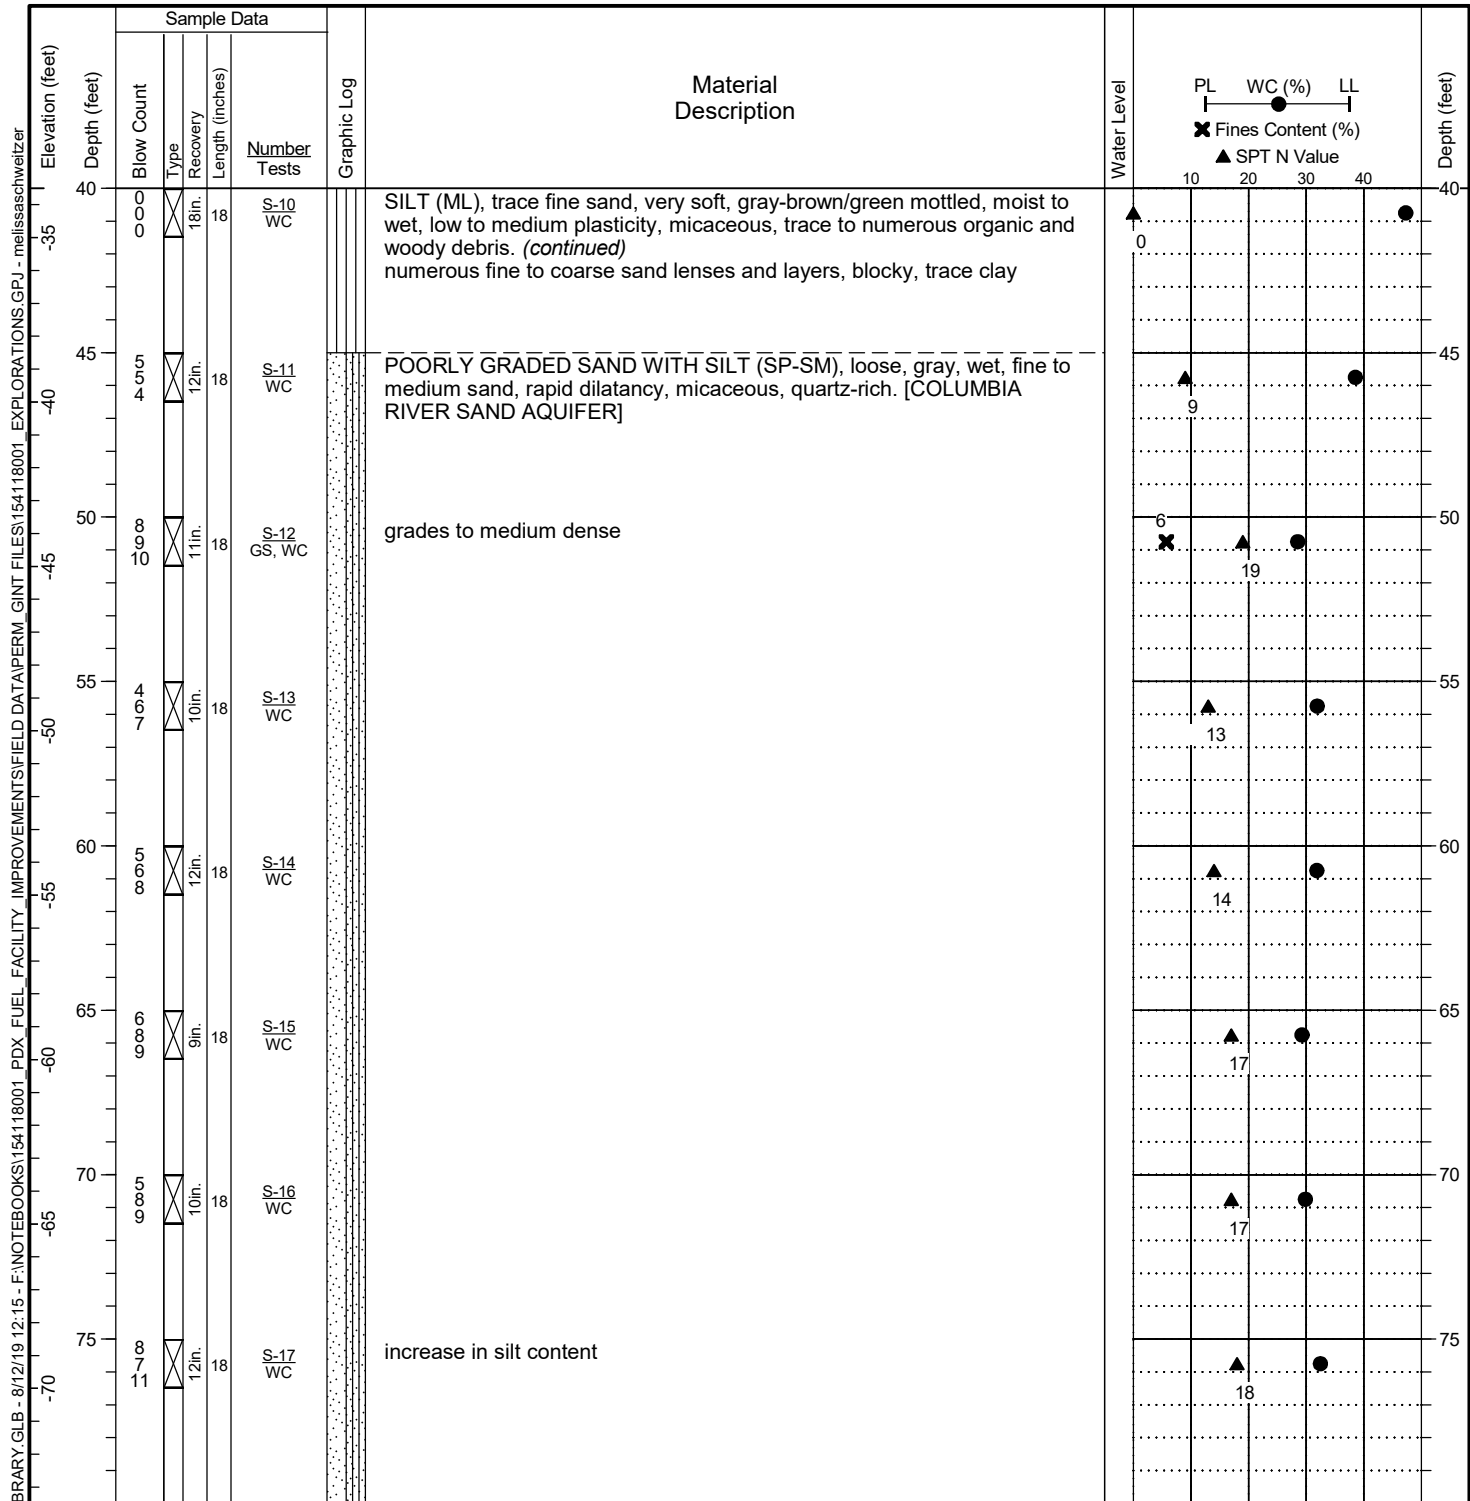 Sample Data
Elevation (feet)
Depth (feet)
Blow Count
Type
Recovery
Length (inches)
Number
Tests
Graphic Log
Material
Description
Water Level
PL WC (%) LL
Fines Content (%)
SPT N Value
10 20 30 40
Depth (feet)
40
0
0
0
18in.
18
S-10
WC
SILT (ML), trace fine sand, very soft, gray-brown/green mottled, moist to
wet, low to medium plasticity, micaceous, trace to numerous organic and
woody debris. (continued)
numerous fine to coarse sand lenses and layers, blocky, trace clay
0
40
-35
45
5
5
4
12in.
18
S-11
WC
POORLY GRADED SAND WITH SILT (SP-SM), loose, gray, wet, fine to
medium sand, rapid dilatancy, micaceous, quartz-rich. [COLUMBIA
RIVER SAND AQUIFER]
9
45
-40
50
8
9
10
11in.
18
S-12
GS, WC
grades to medium dense
6
19
50
-45
55
4
6
7
10in.
18
S-13
WC
13
55
-50
60
5
6
8
12in.
18
S-14
WC
14
60
-55
65
6
8
9
9in.
18
S-15
WC
17
65
-60
70
5
8
9
10in.
18
S-16
WC
17
70
-65
75
8
7
11
12in.
18
S-17
WC
increase in silt content
18
75
-70
BRARY.GLB - 8/12/19 12:15 - F:\NOTEBOOKS\154118001_PDX_FUEL_FACILITY_IMPROVEMENTS\FIELD DATA\PERM_GINT FILES\154118001_EXPLORATIONS.GPJ - melissaschweitzer